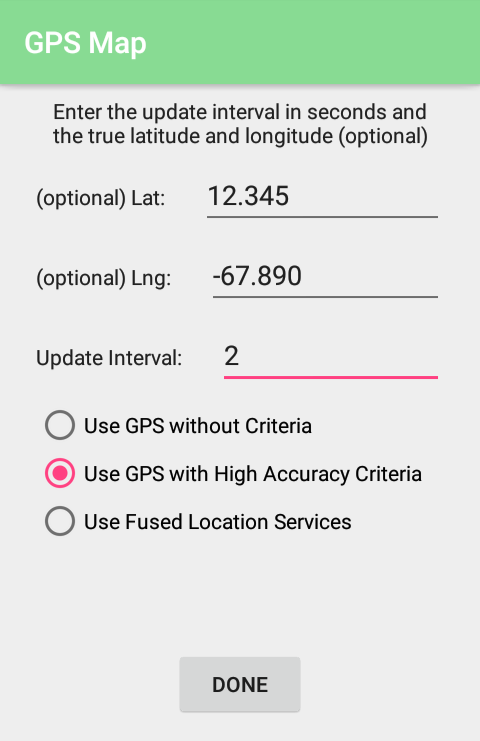 GPS Map
Enter the update interval in seconds and
the true latitude and longitude (optional)
(optional) Lat: 12.345
(optional) Lng: -67.890
Update Interval: 2
Use GPS without Criteria
Use GPS with High Accuracy Criteria
Use Fused Location Services
DONE